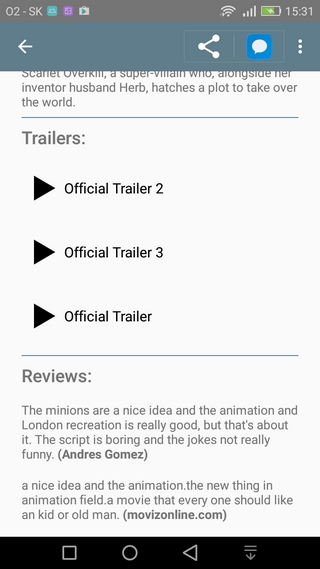 O2 - SK
15:31
Scarlet Overkill, a super-villain who, alongside her
inventor husband Herb, hatches a plot to take over
the world.
Trailers:
Official Trailer 2
Official Trailer 3
Official Trailer
Reviews:
The minions are a nice idea and the animation and
London recreation is really good, but that's about
it. The script is boring and the jokes not really
funny. (Andres Gomez)
a nice idea and the animation.the new thing in
animation field.a movie that every one should like
an kid or old man. (movizonline.com)